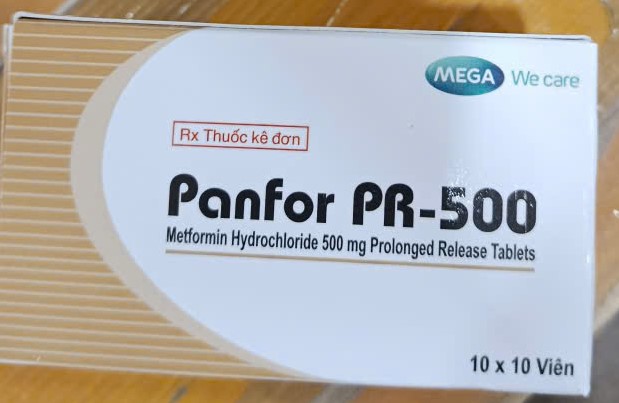 MEGA We care
Rx Thuốc kê đơn
Panfor PR-500
Metformin Hydrochloride 500 mg Prolonged Release Tablets
10 x 10 Viên